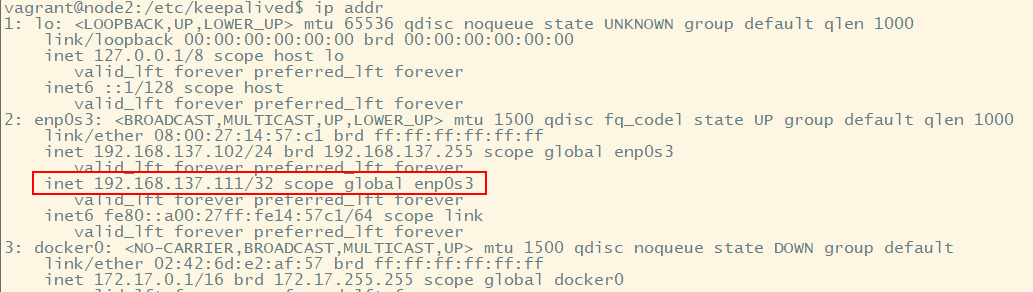 vagrant@node2:/etc/keepalived$ ip addr
1: lo: <LOOPBACK,UP,LOWER_UP> mtu 65536 qdisc noqueue state UNKNOWN group default qlen 1000
    link/loopback 00:00:00:00:00:00 brd 00:00:00:00:00:00
    inet 127.0.0.1/8 scope host lo
       valid_lft forever preferred_lft forever
    inet6 ::1/128 scope host
       valid_lft forever preferred_lft forever
2: enp0s3: <BROADCAST,MULTICAST,UP,LOWER_UP> mtu 1500 qdisc fq_codel state UP group default qlen 1000
    link/ether 08:00:27:14:57:c1 brd ff:ff:ff:ff:ff:ff
    inet 192.168.137.102/24 brd 192.168.137.255 scope global enp0s3
       valid_lft forever preferred_lft forever
    inet 192.168.137.111/32 scope global enp0s3
       valid_lft forever preferred_lft forever
    inet6 fe80::a00:27ff:fe14:57c1/64 scope link
       valid_lft forever preferred_lft forever
3: docker0: <NO-CARRIER,BROADCAST,MULTICAST,UP> mtu 1500 qdisc noqueue state DOWN group default
    link/ether 02:42:6d:e2:af:57 brd ff:ff:ff:ff:ff:ff
    inet 172.17.0.1/16 brd 172.17.255.255 scope global docker0
       valid_lft forever preferred_lft forever